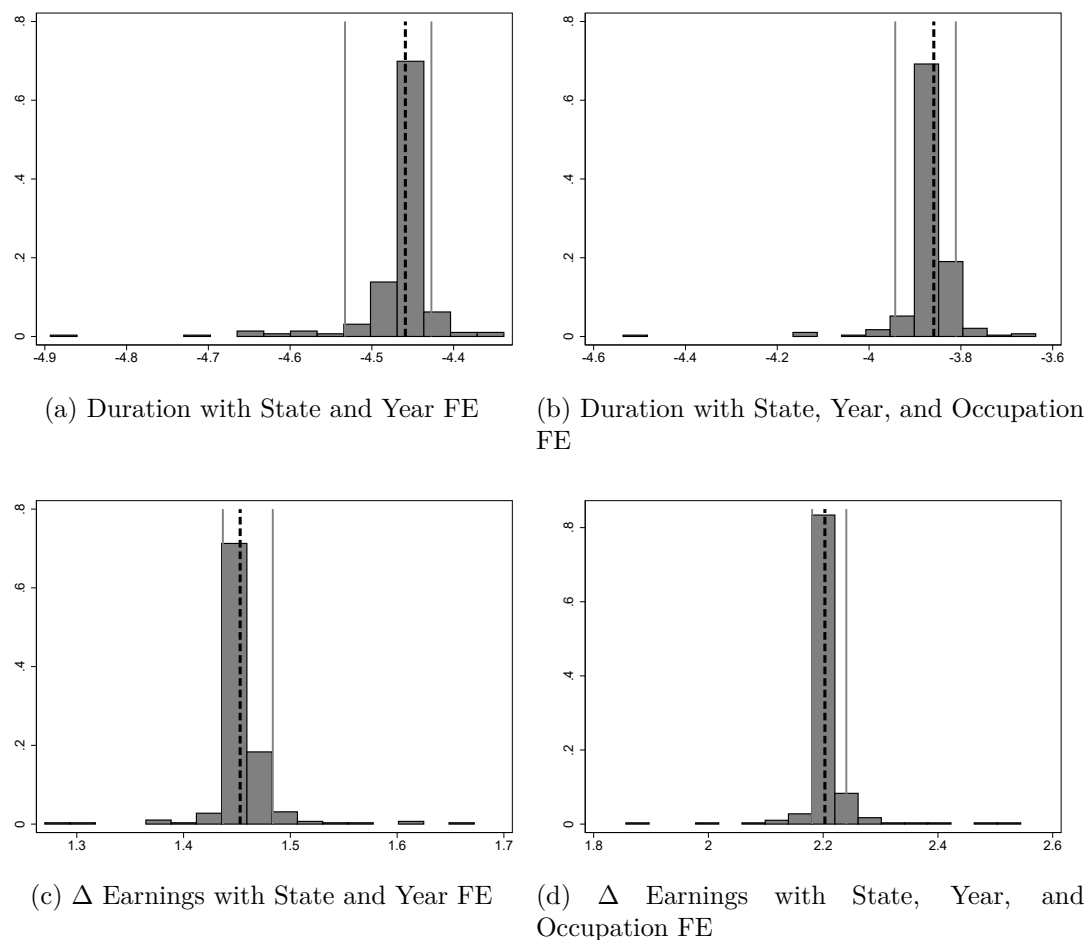 .8
.6
.4
.2
0
-4.9 -4.8 -4.7 -4.6 -4.5 -4.4
.8
.6
.4
.2
0
-4.6 -4.4 -4.2 -4 -3.8 -3.6
(a) Duration with State and Year FE
(b) Duration with State, Year, and Occupation
FE
.8
.6
.4
.2
0
1.3 1.4 1.5 1.6 1.7
.8
.6
.4
.2
0
1.8 2 2.2 2.4 2.6
(c) Δ Earnings with State and Year FE
(d) Δ Earnings with State, Year, and
Occupation FE